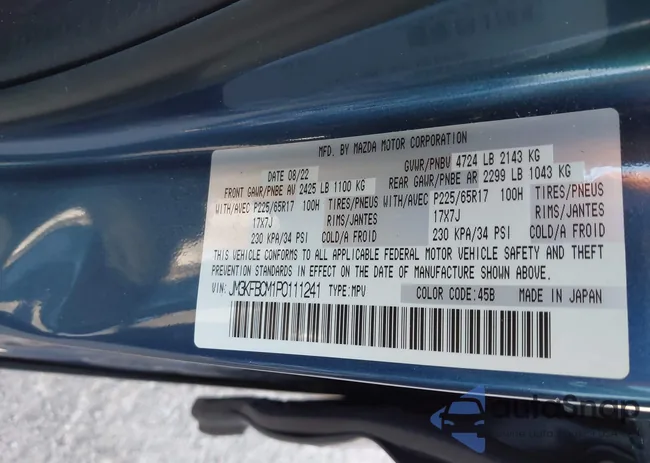 MFD. BY MAZDA MOTOR CORPORATION
DATE 08/22 GVWR/PNBV 4724 LB 2143 KG
FRONT GAWR/PNBE AV 2425 LB 1100 KG REAR GAWR/PNBE AR 2299 LB 1043 KG
WITH/AVEC P225/65R17 100H TIRES/PNEUS WITH/AVEC P225/65R17 100H TIRES/PNEUS
17X7J RIMS/JANTES 17X7J RIMS/JANTES
230 KPA/34 PSI COLD/A FROID 230 KPA/34 PSI COLD/A FROID
THIS VEHICLE CONFORMS TO ALL APPLICABLE FEDERAL MOTOR VEHICLE SAFETY AND THEFT
PREVENTION STANDARDS IN EFFECT ON THE DATE OF MANUFACTURE SHOWN ABOVE.
VIN: JM3KFBCM1P0111241 TYPE:MPV COLOR CODE:45B MADE IN JAPAN
autoSnap